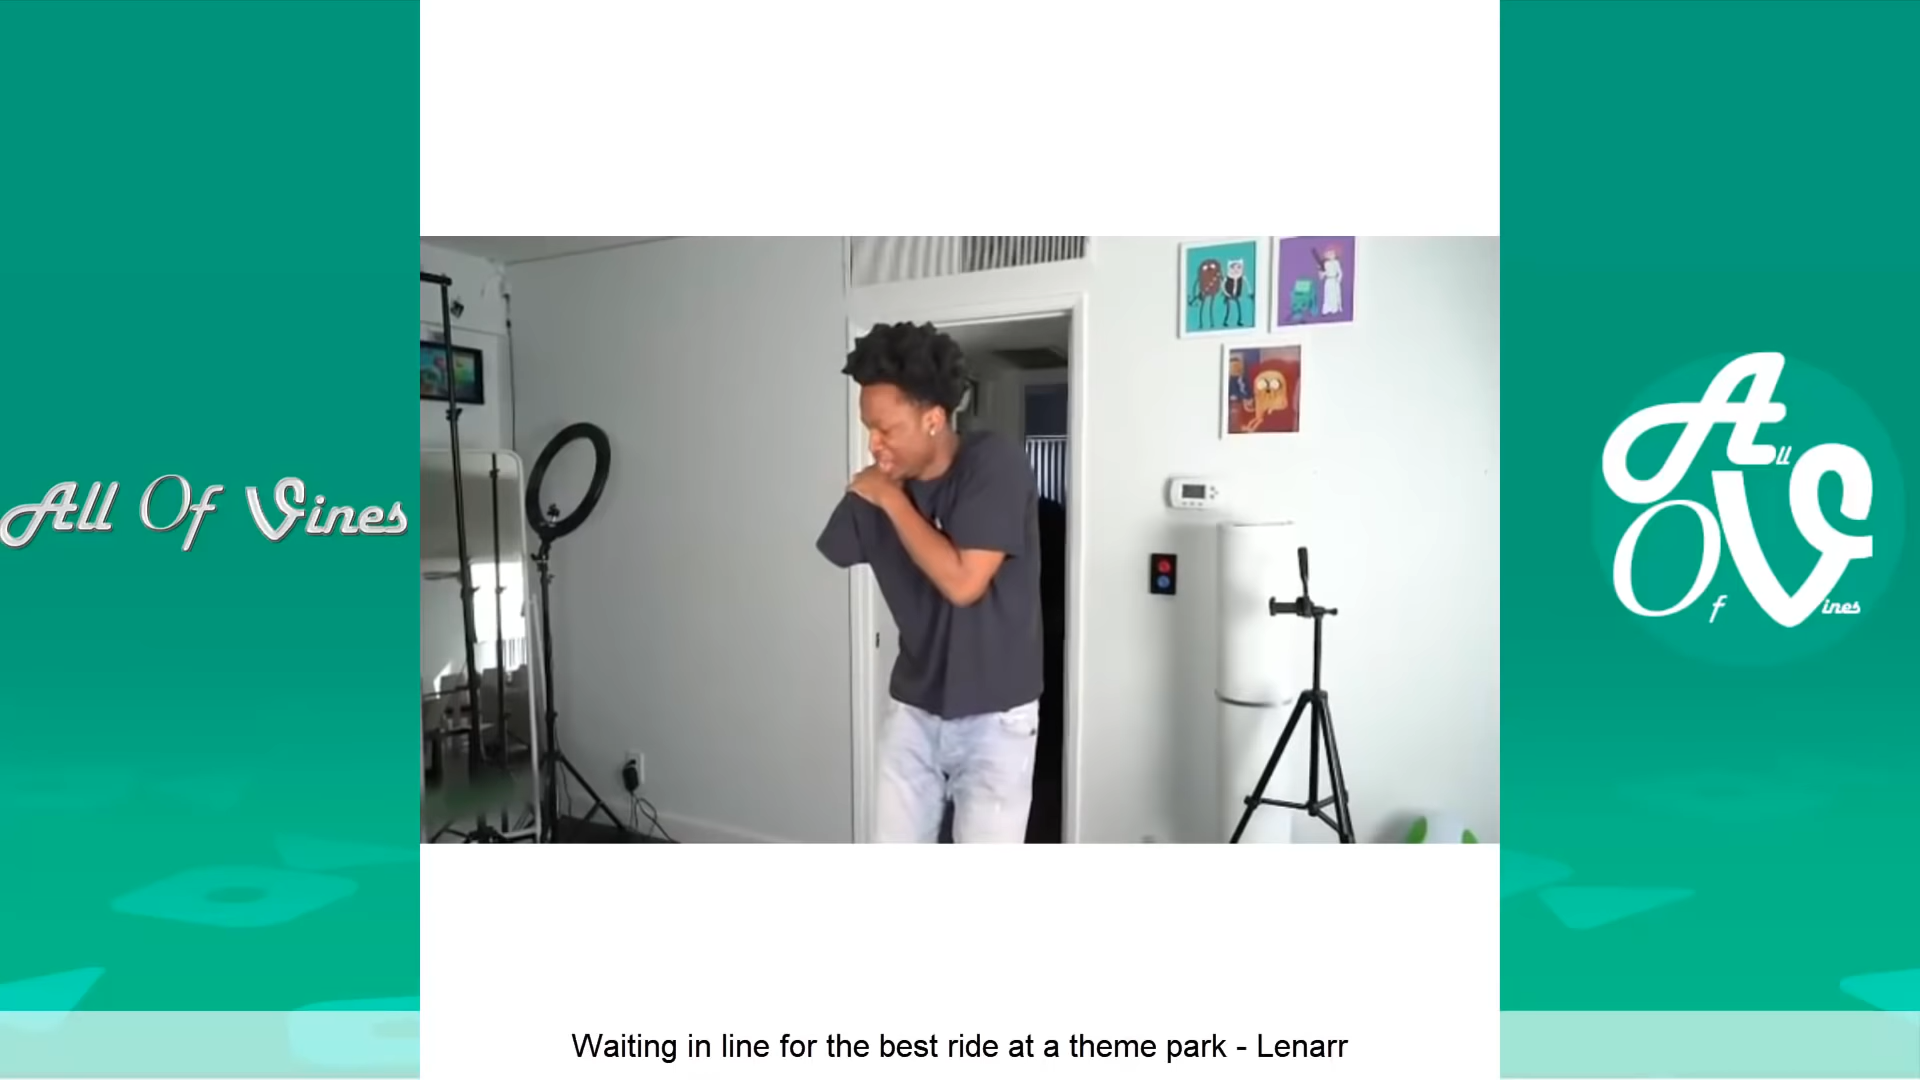 All Of Vines
All
Of
Vines
Waiting in line for the best ride at a theme park - Lenarr